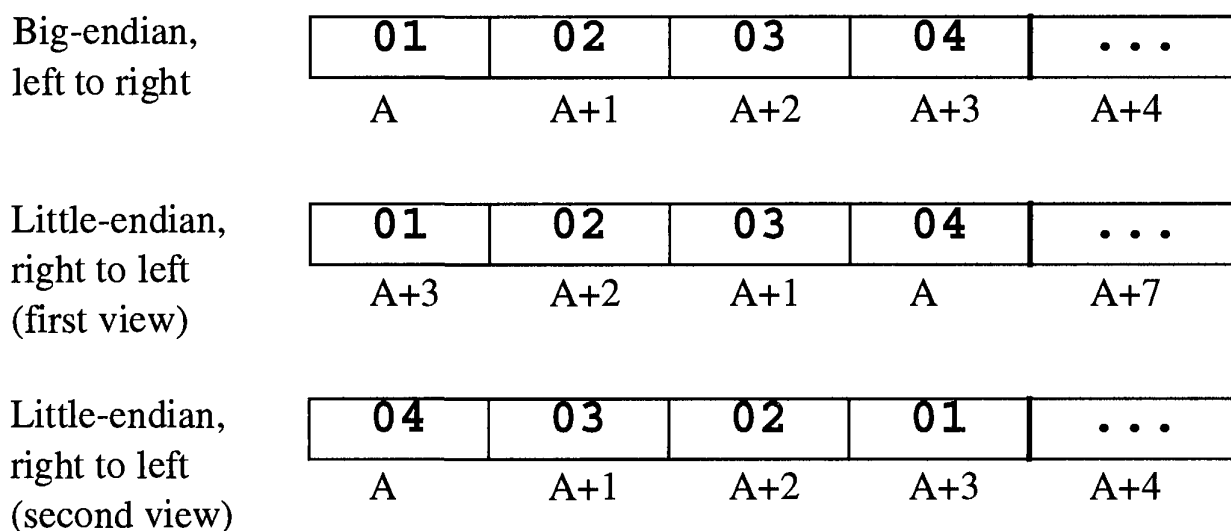 Big-endian,
left to right
01 02 03 04 ...
A A+1 A+2 A+3 A+4
Little-endian,
right to left
(first view)
01 02 03 04 ...
A+3 A+2 A+1 A A+7
Little-endian,
right to left
(second view)
04 03 02 01 ...
A A+1 A+2 A+3 A+4